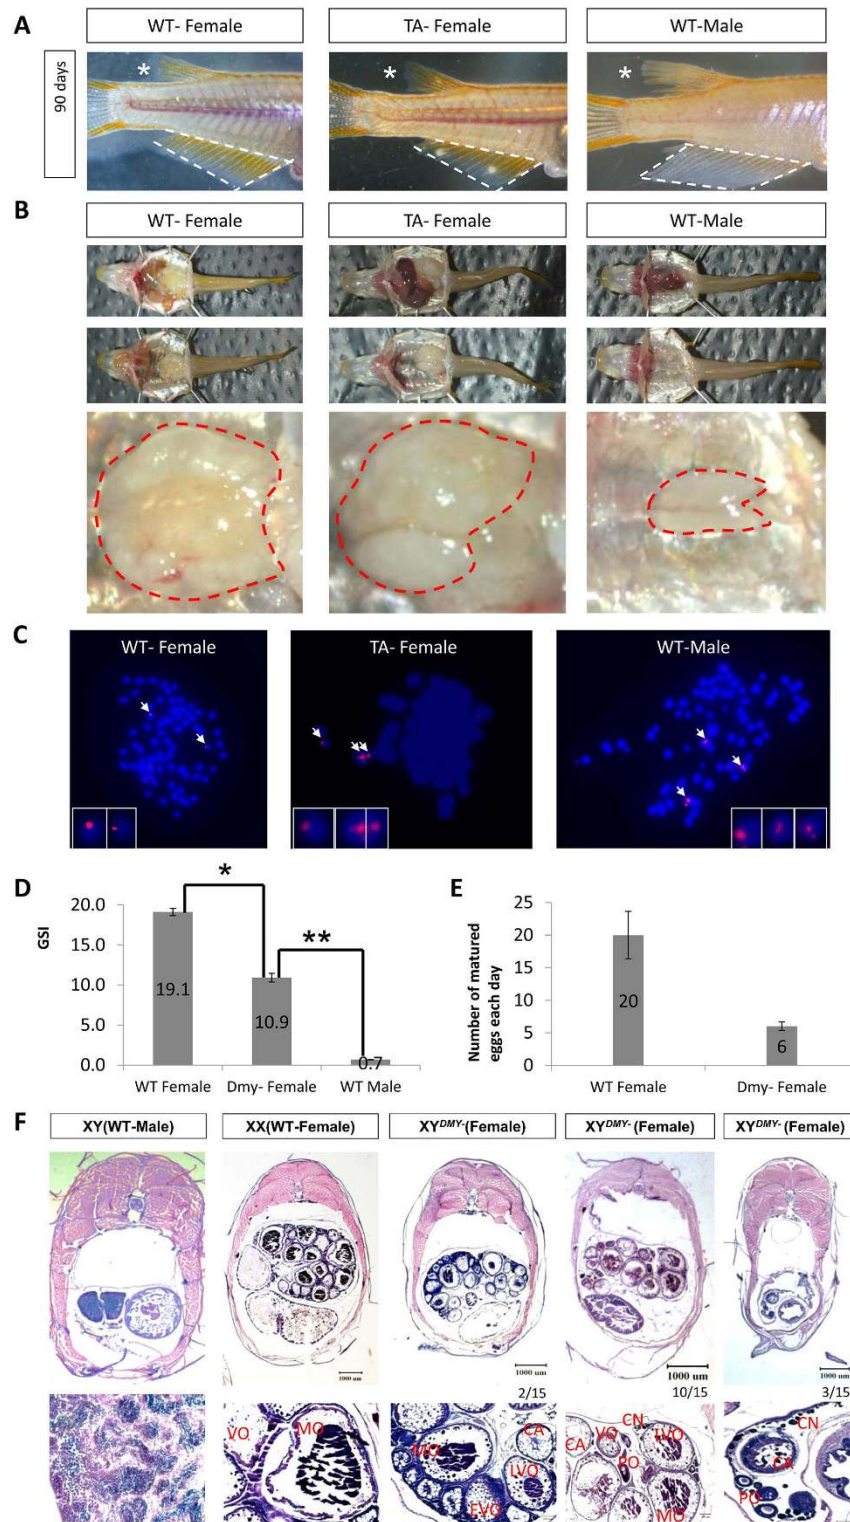 A
WT- Female
TA- Female
WT-Male
90 days
*
*
*
B
WT- Female
TA- Female
WT-Male
C
WT- Female
TA- Female
WT-Male
D
GSI
20.0
15.0
10.0
5.0
0.0
*
**
19.1
10.9
0.7
WT Female
Dmy- Female
WT Male
E
Number of matured
eggs each day
25
20
15
10
5
0
20
6
WT Female
Dmy- Female
F
XY(WT-Male)
XX(WT-Female)
XY^DMY-(Female)
XY^DMY-(Female)
XY^DMY-(Female)
1000 um
1000 um
1000 um
1000 um
2/15
10/15
3/15
VO
MO
MO
CA
LVO
EVO
CA
VO
CN
PO
LVO
MO
CN
CA
PO